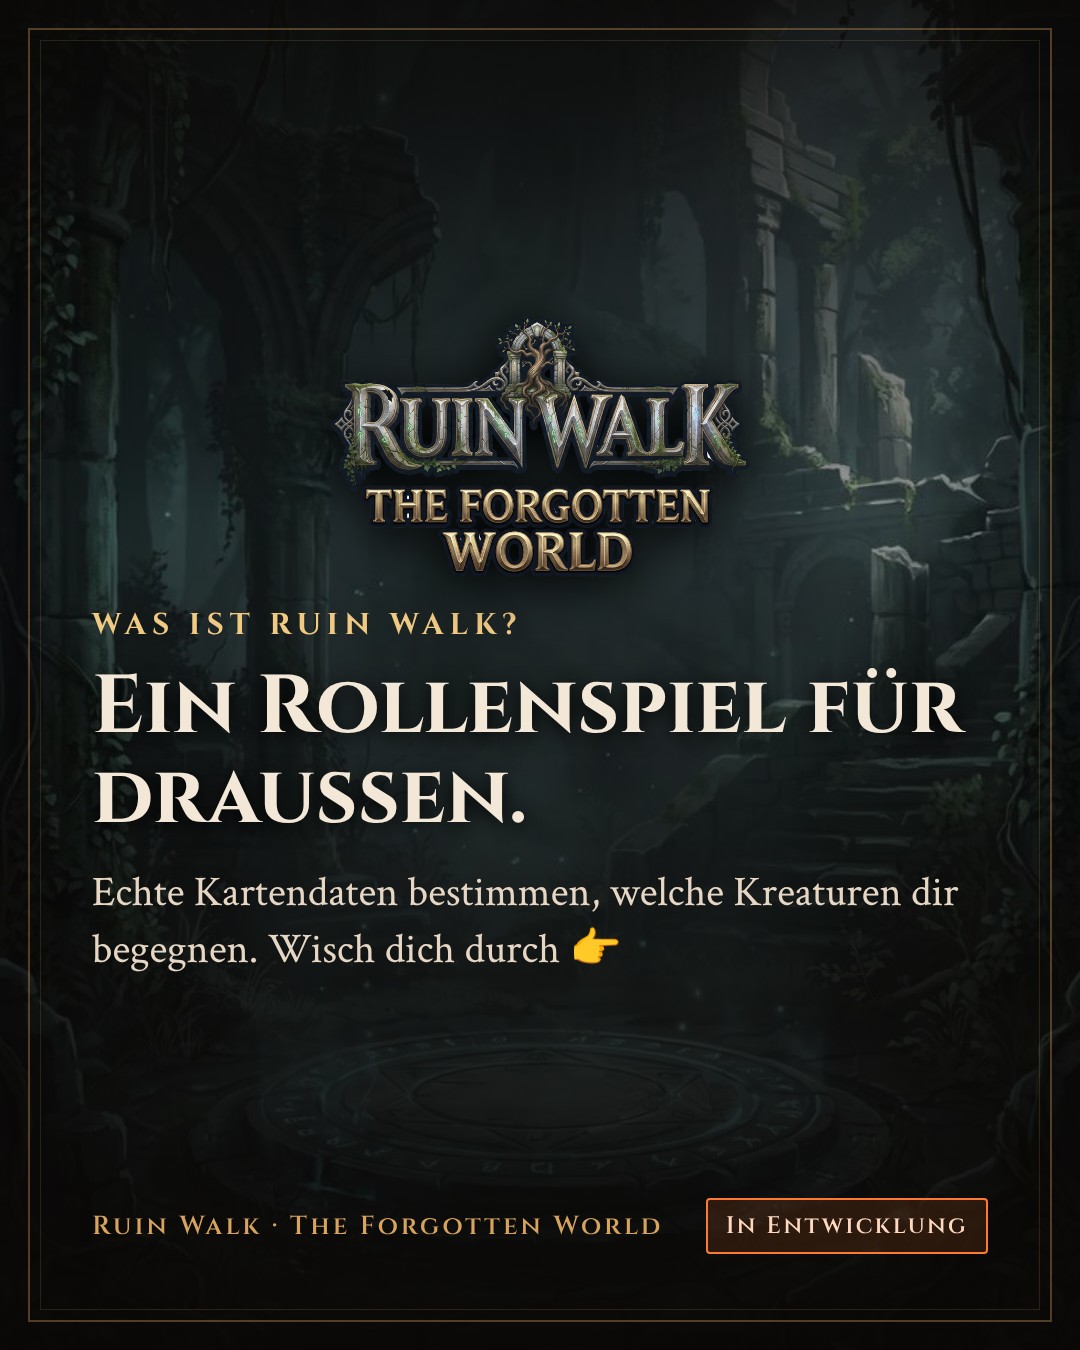 RUIN WALK
THE FORGOTTEN
WORLD
WAS IST RUIN WALK?
EIN ROLLENSPIEL FÜR
DRAUSSEN.
Echte Kartendaten bestimmen, welche Kreaturen dir
begegnen. Wisch dich durch 👉
RUIN WALK · THE FORGOTTEN WORLD
IN ENTWICKLUNG